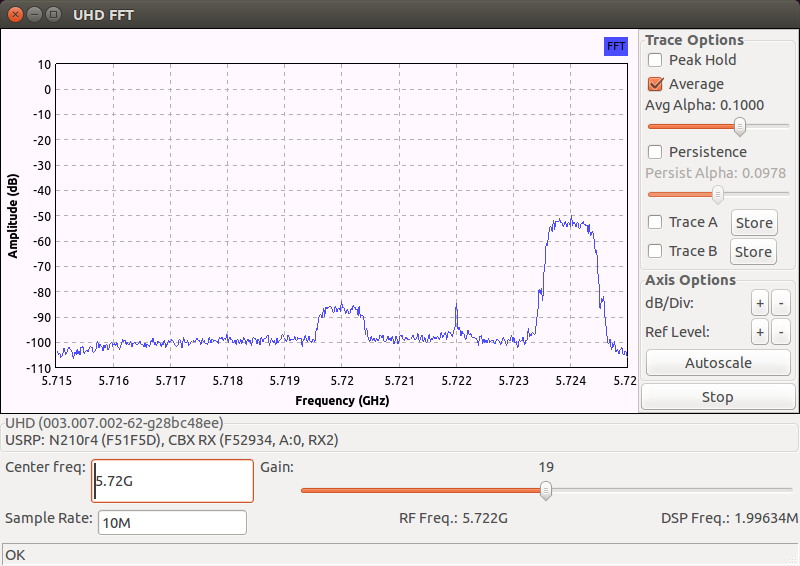 UHD FFT
FFT
10
0
-10
-20
-30
-40
-50
-60
-70
-80
-90
-100
-110
Amplitude (dB)
5.715 5.716 5.717 5.718 5.719 5.72 5.721 5.722 5.723 5.724 5.72
Frequency (GHz)
Trace Options
Peak Hold
Average
Avg Alpha: 0.1000
Persistence
Persist Alpha: 0.0978
Trace A Store
Trace B Store
Axis Options
dB/Div: + -
Ref Level: + -
Autoscale
Stop
UHD (003.007.002-62-g28bc48ee)
USRP: N210r4 (F51F5D), CBX RX (F52934, A:0, RX2)
Center freq: 5.72G Gain: 19
Sample Rate: 10M RF Freq.: 5.722G DSP Freq.: 1.99634M
OK